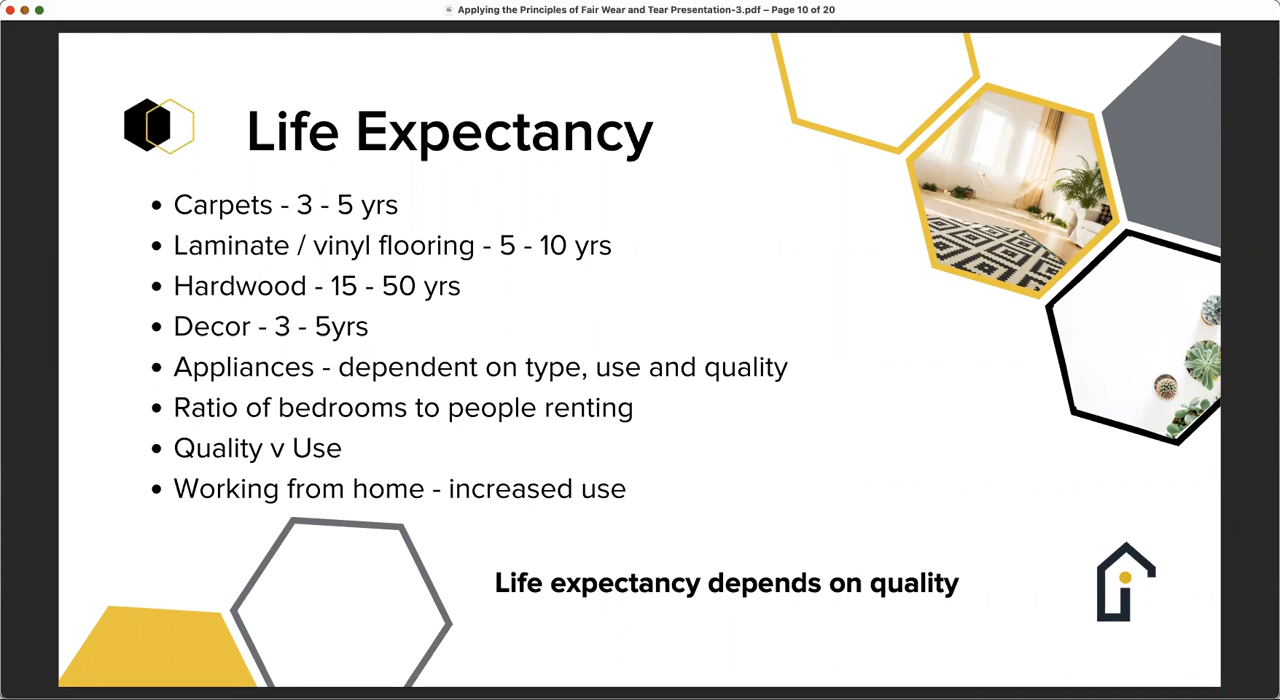 Applying the Principles of Fair Wear and Tear Presentation-3.pdf – Page 10 of 20
Life Expectancy
• Carpets - 3 - 5 yrs
• Laminate / vinyl flooring - 5 - 10 yrs
• Hardwood - 15 - 50 yrs
• Decor - 3 - 5yrs
• Appliances - dependent on type, use and quality
• Ratio of bedrooms to people renting
• Quality v Use
• Working from home - increased use
Life expectancy depends on quality